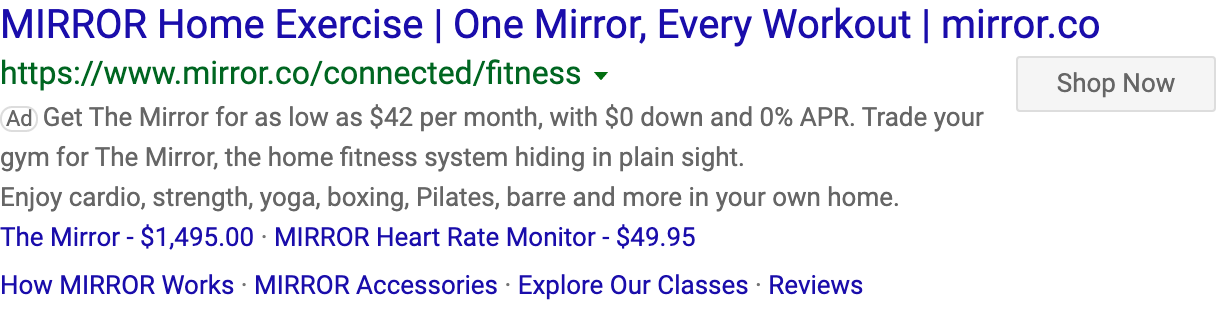 MIRROR Home Exercise | One Mirror, Every Workout | mirror.co
https://www.mirror.co/connected/fitness
Shop Now
Ad Get The Mirror for as low as $42 per month, with $0 down and 0% APR. Trade your
gym for The Mirror, the home fitness system hiding in plain sight.
Enjoy cardio, strength, yoga, boxing, Pilates, barre and more in your own home.
The Mirror - $1,495.00 · MIRROR Heart Rate Monitor - $49.95
How MIRROR Works · MIRROR Accessories · Explore Our Classes · Reviews